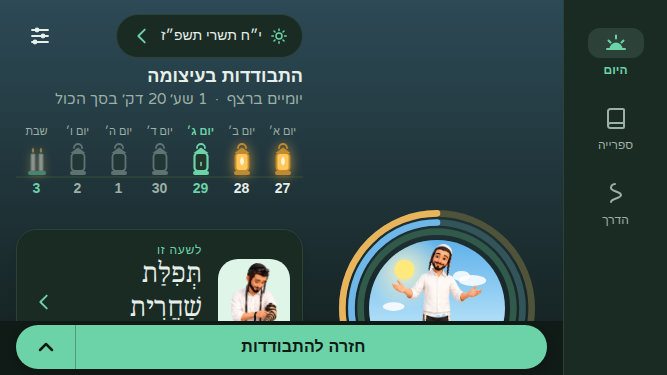 י״ח תשרי תשפ״ז
התבודדות בעיצומה
יומיים ברצף · 1 שע׳ 20 דק׳ בסך הכול
יום א׳ יום ב׳ יום ג׳ יום ד׳ יום ה׳ יום ו׳ שבת
27 28 29 30 1 2 3
לשעה זו
תְּפִלַּת
שַׁחֲרִית
היום
ספרייה
הדרך
חזרה להתבודדות